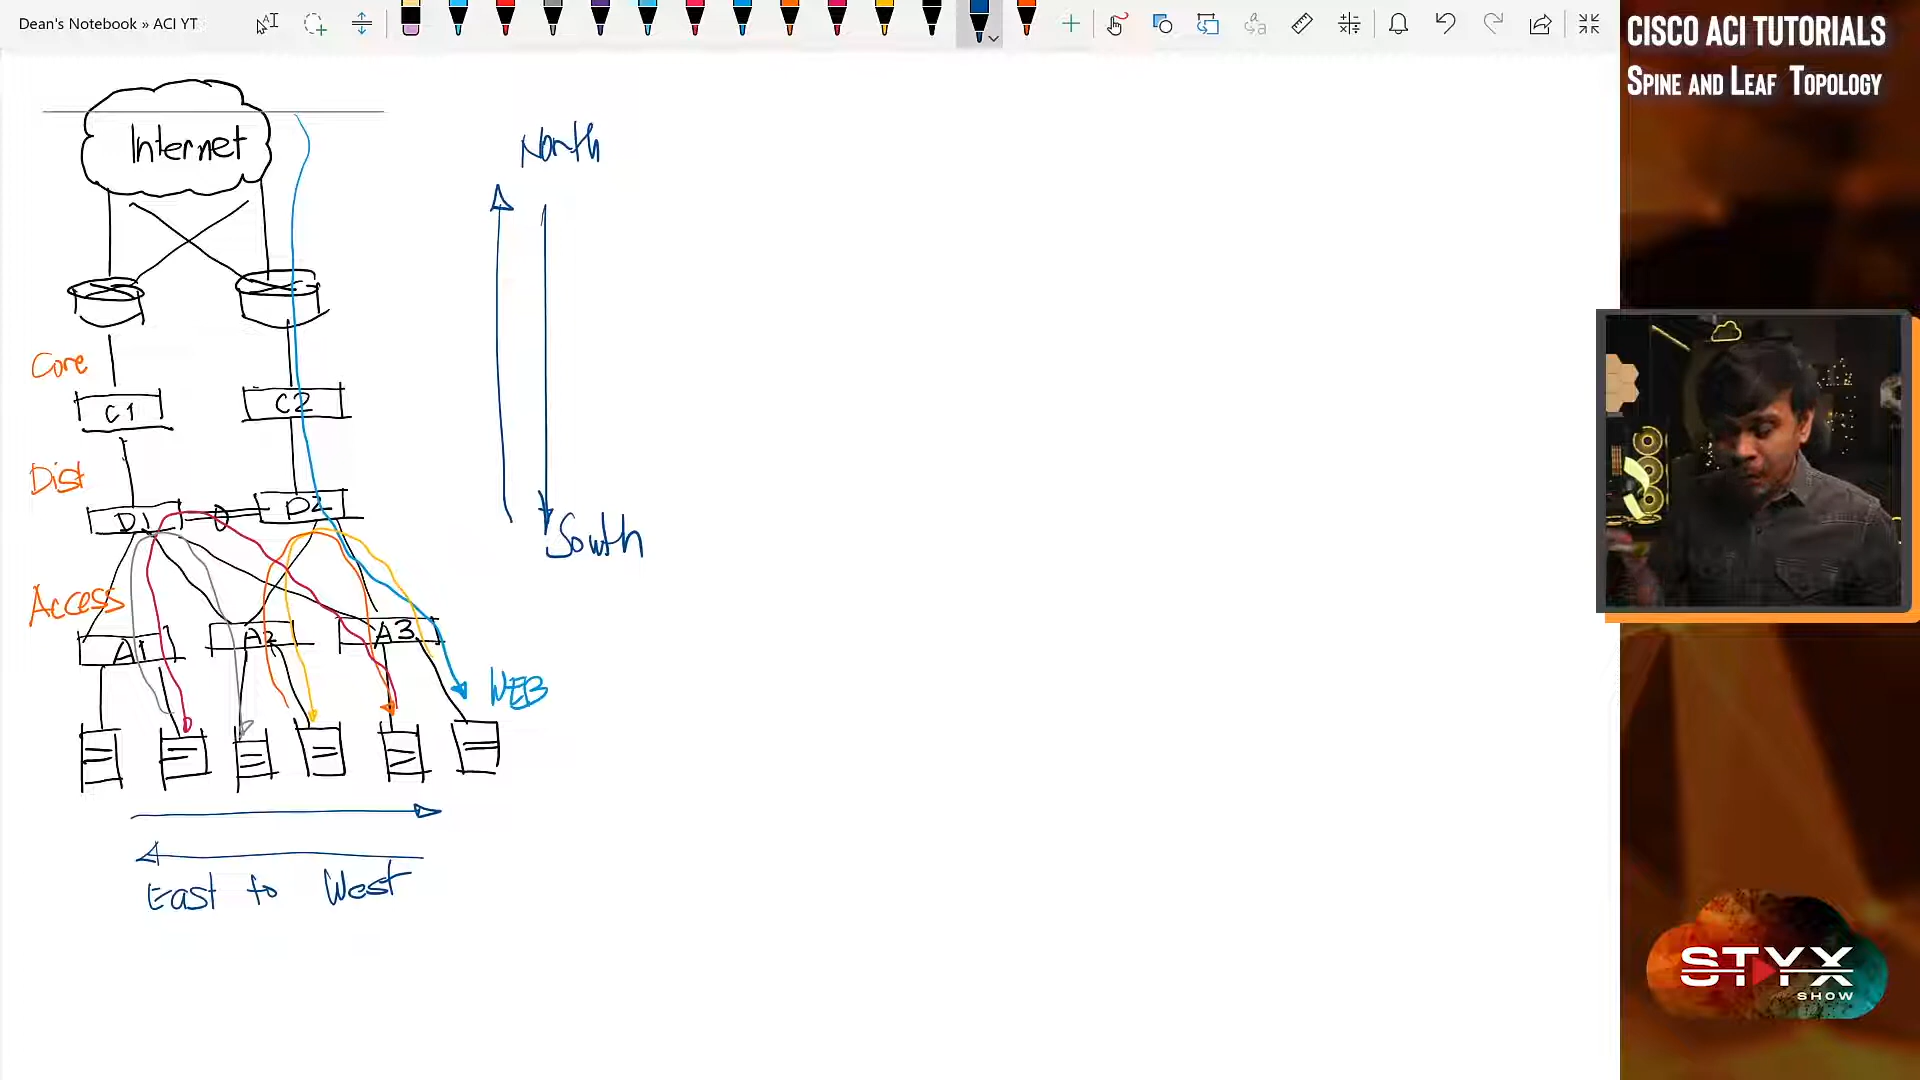 Dean's Notebook » ACI YT
CISCO ACI TUTORIALS
SPINE AND LEAF TOPOLOGY
Internet
North
Core
C1
C2
Dist
D1
D2
South
Access
A1
A2
A3
WEB
East to West
STYX
SHOW